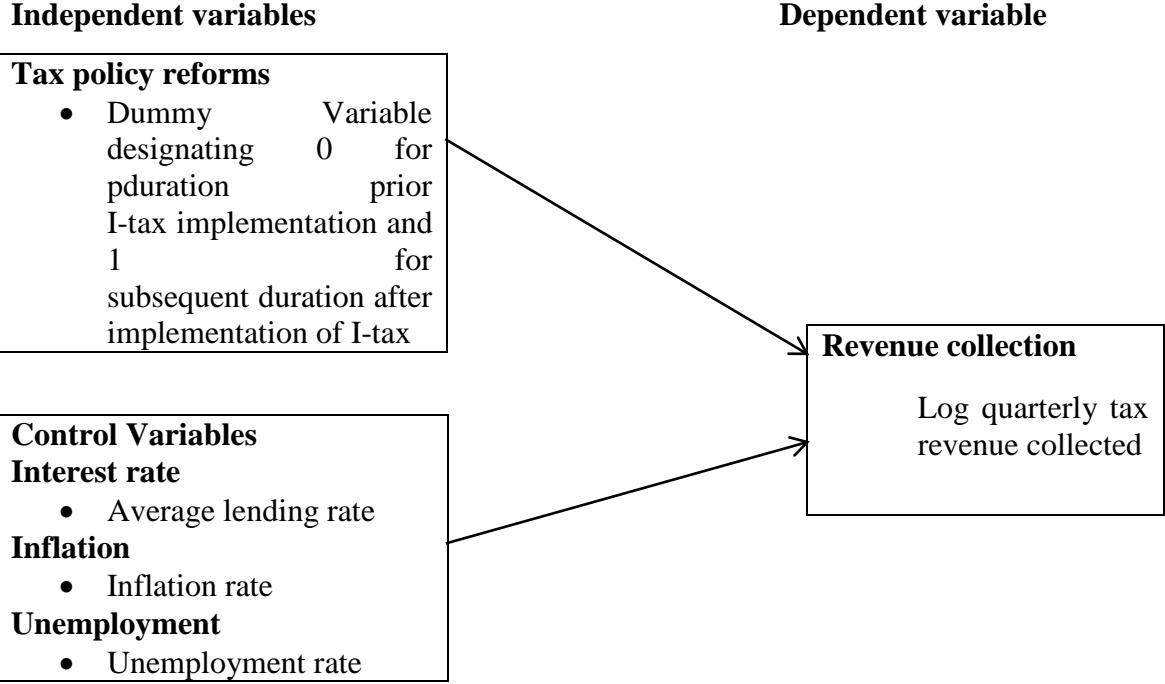 Independent variables
Dependent variable
Tax policy reforms
• Dummy Variable
designating 0 for
pduration prior
I-tax implementation and
1 for
subsequent duration after
implementation of I-tax
Control Variables
Interest rate
• Average lending rate
Inflation
• Inflation rate
Unemployment
• Unemployment rate
Revenue collection
Log quarterly tax
revenue collected